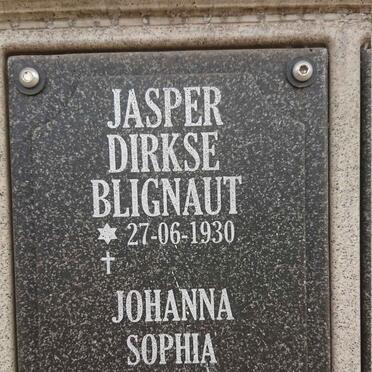 JASPER
DIRKSE
BLIGNAUT
* 27-06-1930
†
JOHANNA
SOPHIA